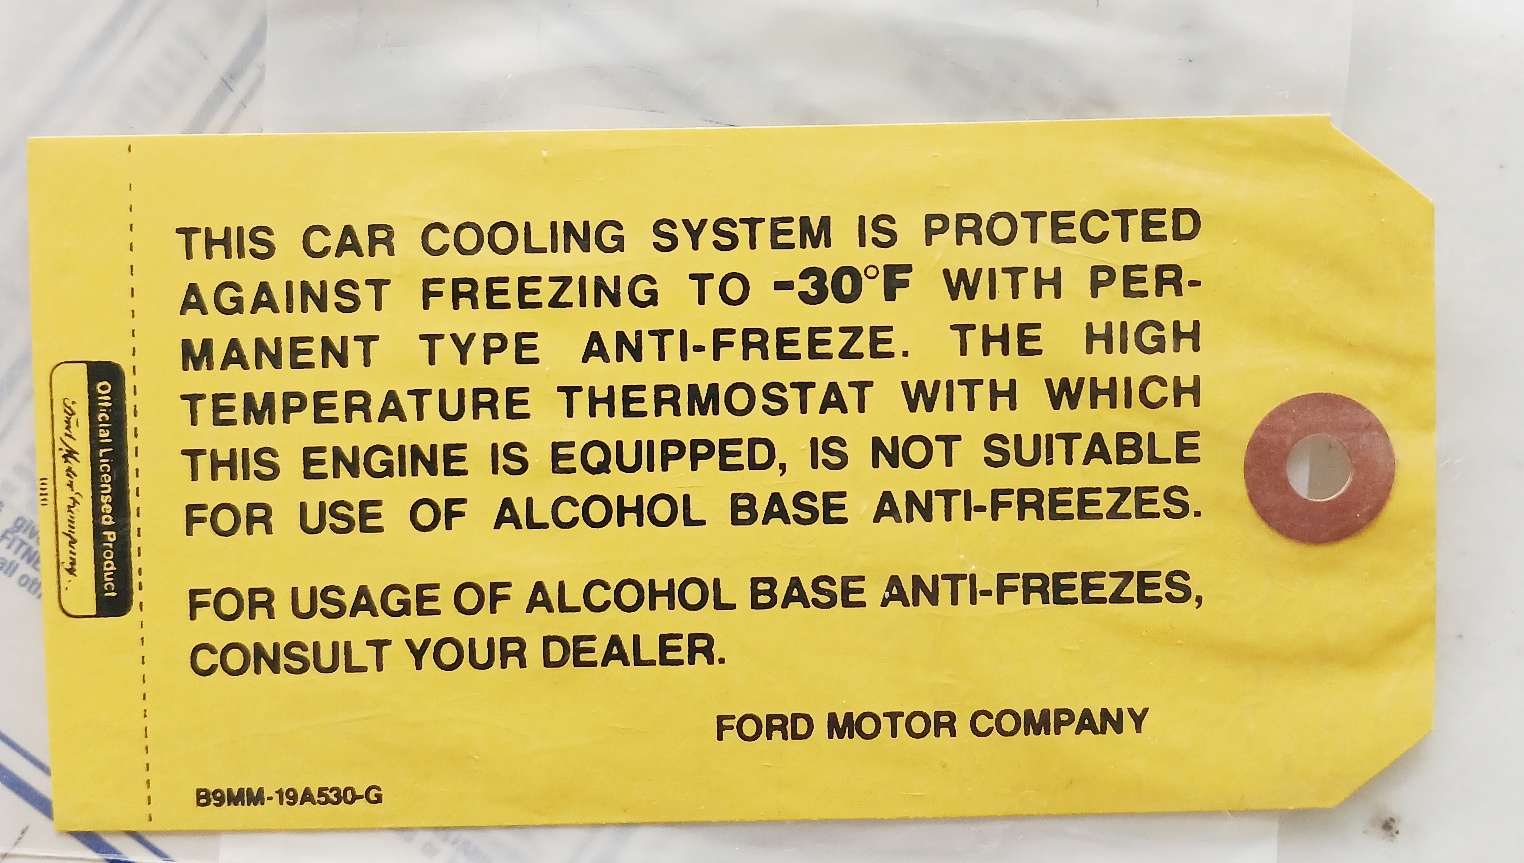 THIS CAR COOLING SYSTEM IS PROTECTED
AGAINST FREEZING TO -30°F WITH PER-
MANENT TYPE ANTI-FREEZE. THE HIGH
TEMPERATURE THERMOSTAT WITH WHICH
THIS ENGINE IS EQUIPPED, IS NOT SUITABLE
FOR USE OF ALCOHOL BASE ANTI-FREEZES.
FOR USAGE OF ALCOHOL BASE ANTI-FREEZES,
CONSULT YOUR DEALER.
FORD MOTOR COMPANY
B9MM-19A530-G
Official Licensed Product
Ford Motor Company.